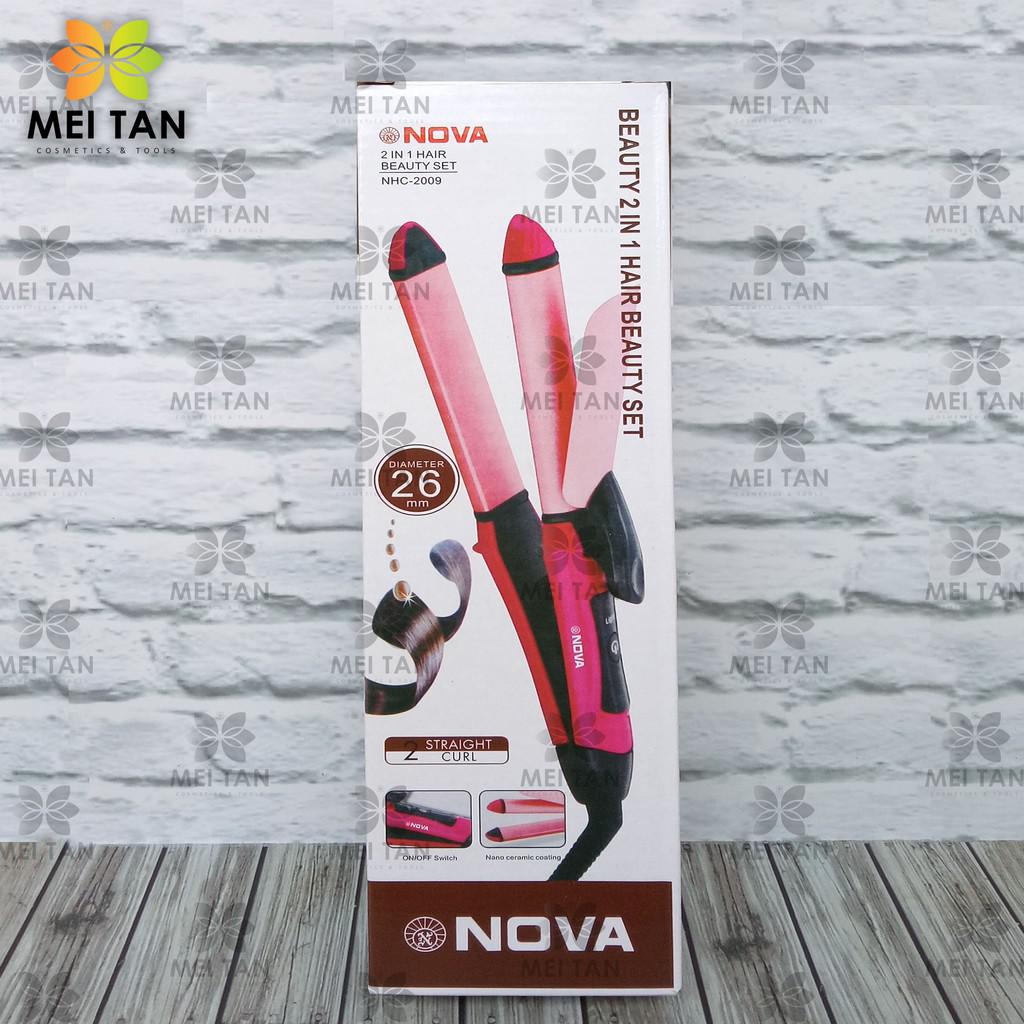 MEI TAN
COSMETICS & TOOLS
NOVA
2 IN 1 HAIR
BEAUTY SET
NHC-2009
BEAUTY 2 IN 1 HAIR BEAUTY SET
DIAMETER
26
mm
NOVA
2 STRAIGHT
CURL
NOVA
ON/OFF Switch
Nano ceramic coating
NOVA